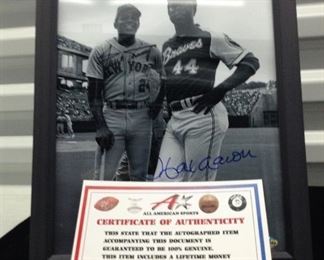 NEW YORK
24
Braves
44
Hank Aaron
ALL AMERICAN SPORTS
CERTIFICATE OF AUTHENTICITY
THIS STATE THAT THE AUTOGRAPHED ITEM
ACCOMPANYING THIS DOCUMENT IS
GUARANTEED TO BE 100% GENUINE.
THIS ITEM INCLUDES A LIFETIME MONEY